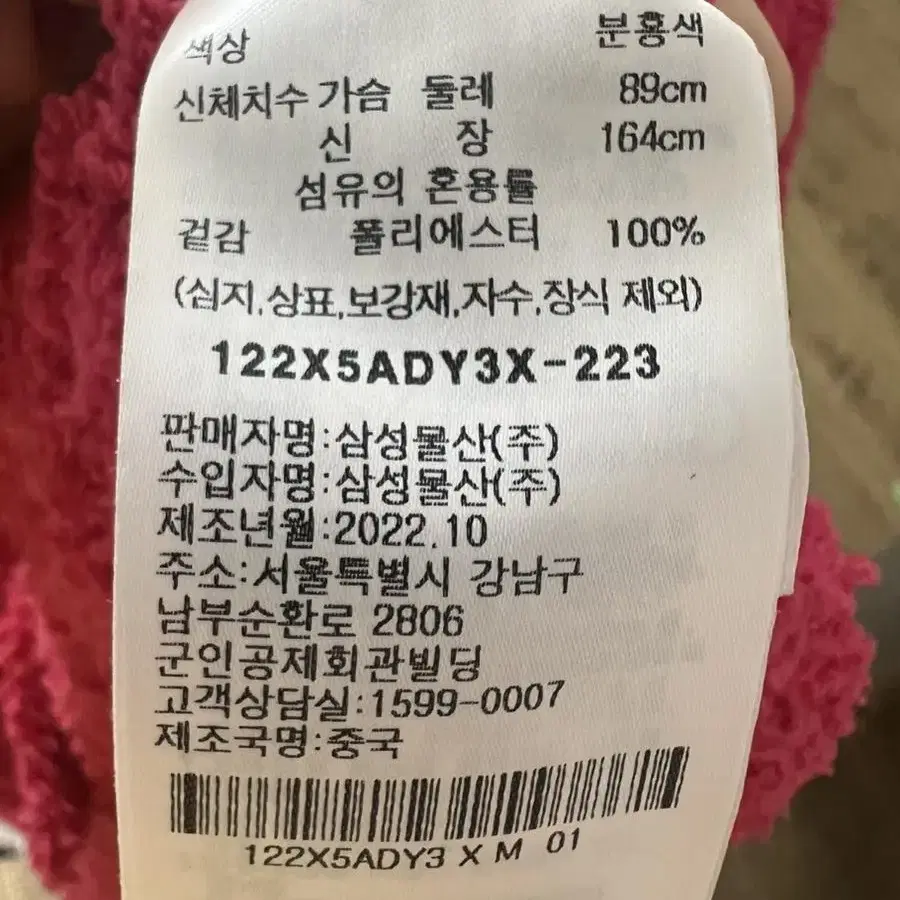 색상 분홍색
신체치수 가슴 둘레 89cm
신 장 164cm
섬유의 혼용률
겉감 폴리에스터 100%
(심지,상표,보강재,자수,장식 제외)
122X5ADY3X-223
판매자명:삼성물산(주)
수입자명:삼성물산(주)
제조년월:2022.10
주소:서울특별시 강남구
남부순환로 2806
군인공제회관빌딩
고객상담실:1599-0007
제조국명:중국
122X5ADY3 X M 01